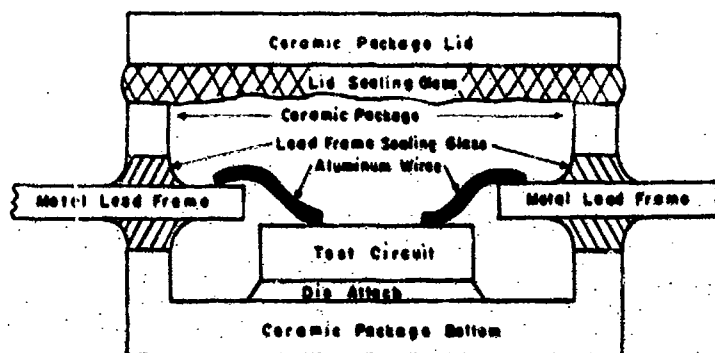 Ceramic Package Lid
Lid Sealing Glass
Ceramic Package
Lead Frame Sealing Glass
Aluminum Wires
Metal Lead Frame
Metal Lead Frame
Test Circuit
Die Attach
Ceramic Package Bottom